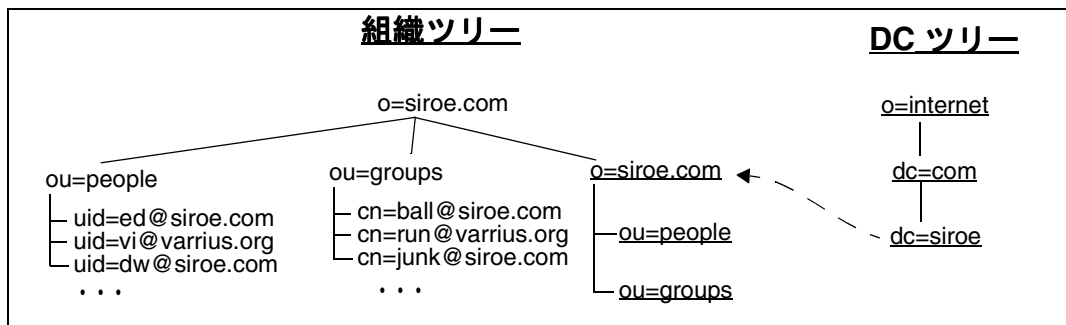 組織ツリー
DC ツリー
o=siroe.com
o=internet
ou=people
ou=groups
o=siroe.com
dc=com
uid=ed@siroe.com
uid=vi@varrius.org
uid=dw@siroe.com
. . .
cn=ball@siroe.com
cn=run@varrius.org
cn=junk@siroe.com
. . .
ou=people
ou=groups
dc=siroe